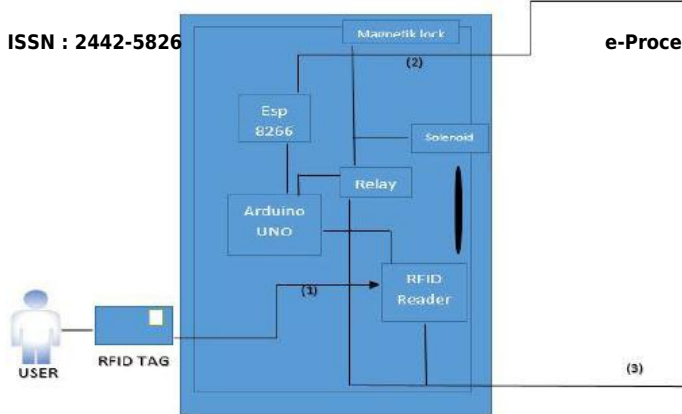 Magnetik lock
ISSN : 2442-5826
e-Proce
(2)
Esp
8266
Solenoid
Relay
Arduino
UNO
RFID
Reader
(1)
RFID TAG
USER
(3)